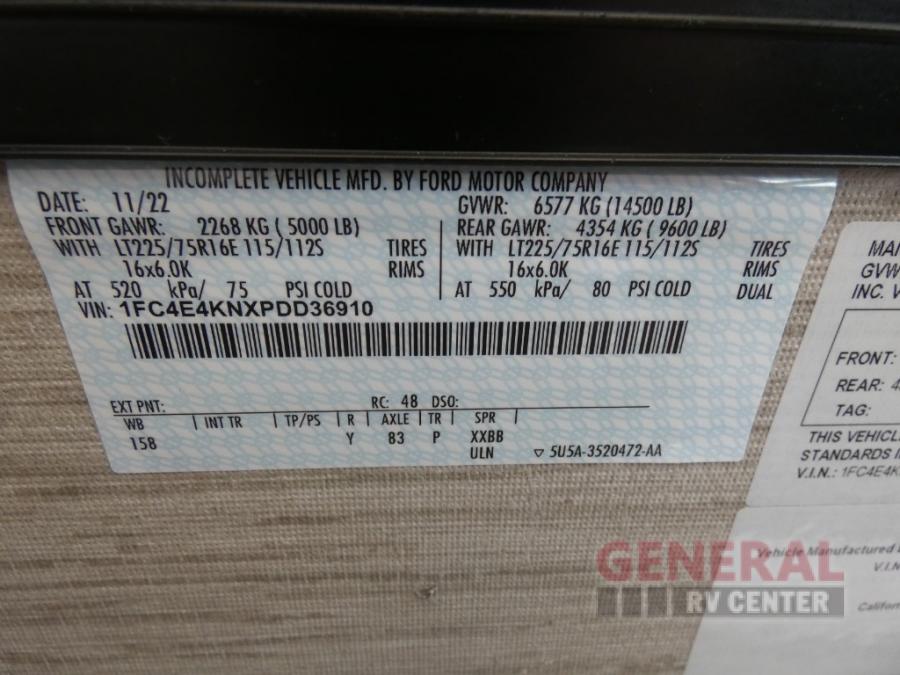 INCOMPLETE VEHICLE MFD. BY FORD MOTOR COMPANY
DATE: 11/22 GVWR: 6577 KG (14500 LB)
FRONT GAWR: 2268 KG ( 5000 LB) REAR GAWR: 4354 KG ( 9600 LB)
WITH LT225/75R16E 115/112S TIRES WITH LT225/75R16E 115/112S TIRES
16x6.0K RIMS 16x6.0K RIMS
AT 520 kPa/ 75 PSI COLD AT 550 kPa/ 80 PSI COLD DUAL
VIN: 1FC4E4KNXPDD36910
EXT PNT: RC: 48 DSO:
WB INT TR TP/PS R AXLE TR SPR
158 Y 83 P XXBB
ULN 5U5A-3520472-AA
GVW
INC. V
FRONT:
REAR: 4
TAG:
THIS VEHICL
STANDARDS I
V.I.N.: 1FC4E4K
Vehicle Manufactured
V.I.N
Californ
GENERAL
RV CENTER